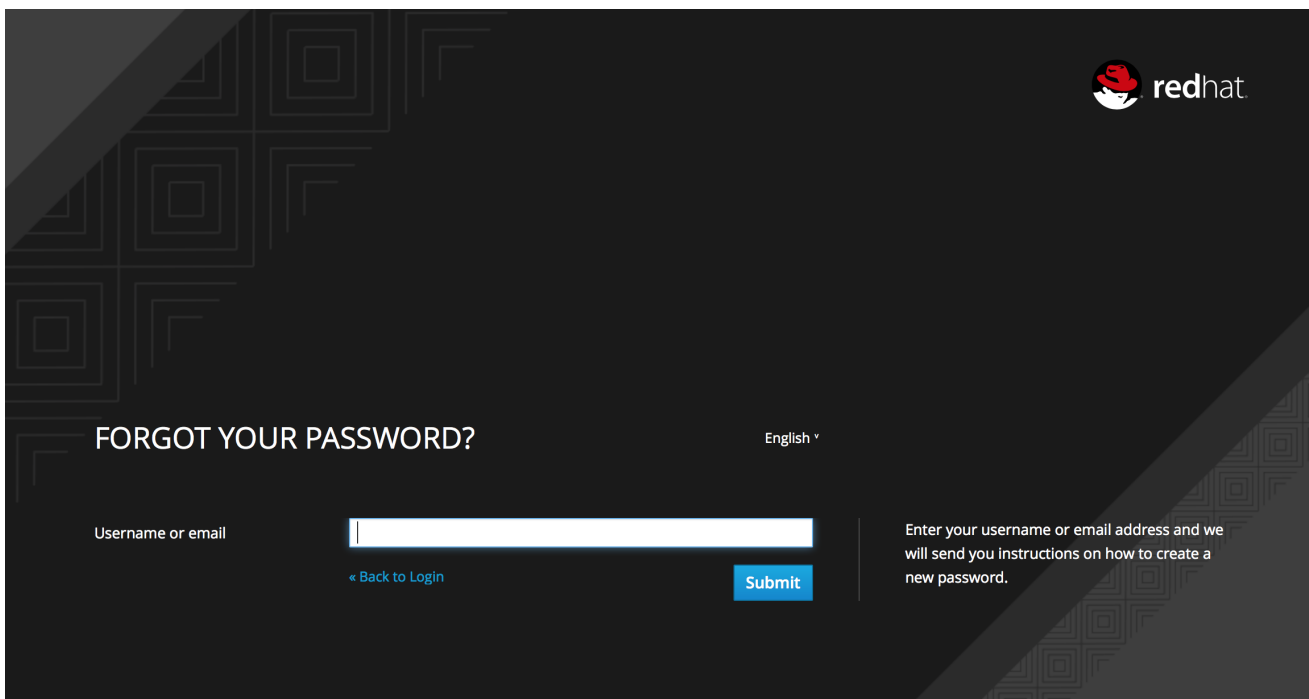 redhat.
FORGOT YOUR PASSWORD?
English ˅
Username or email
« Back to Login
Submit
Enter your username or email address and we
will send you instructions on how to create a
new password.